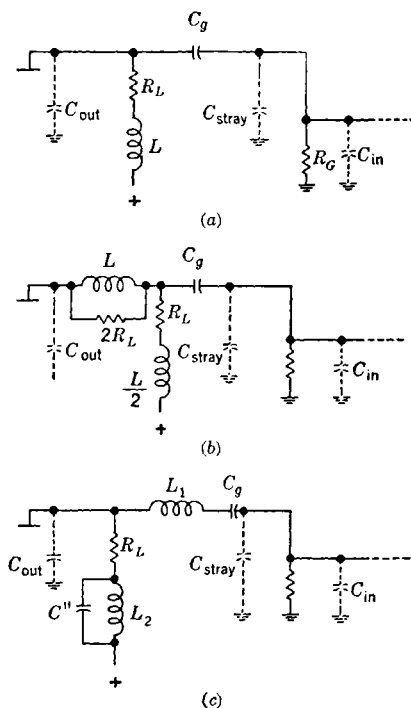 C_g
R_L
C_out
C_stray
L
R_G
C_in
+
(a)
L
C_g
2R_L
R_L
C_out
C_stray
L/2
C_in
+
(b)
L_1
C_g
C_out
R_L
C_stray
C"
L_2
C_in
+
(c)